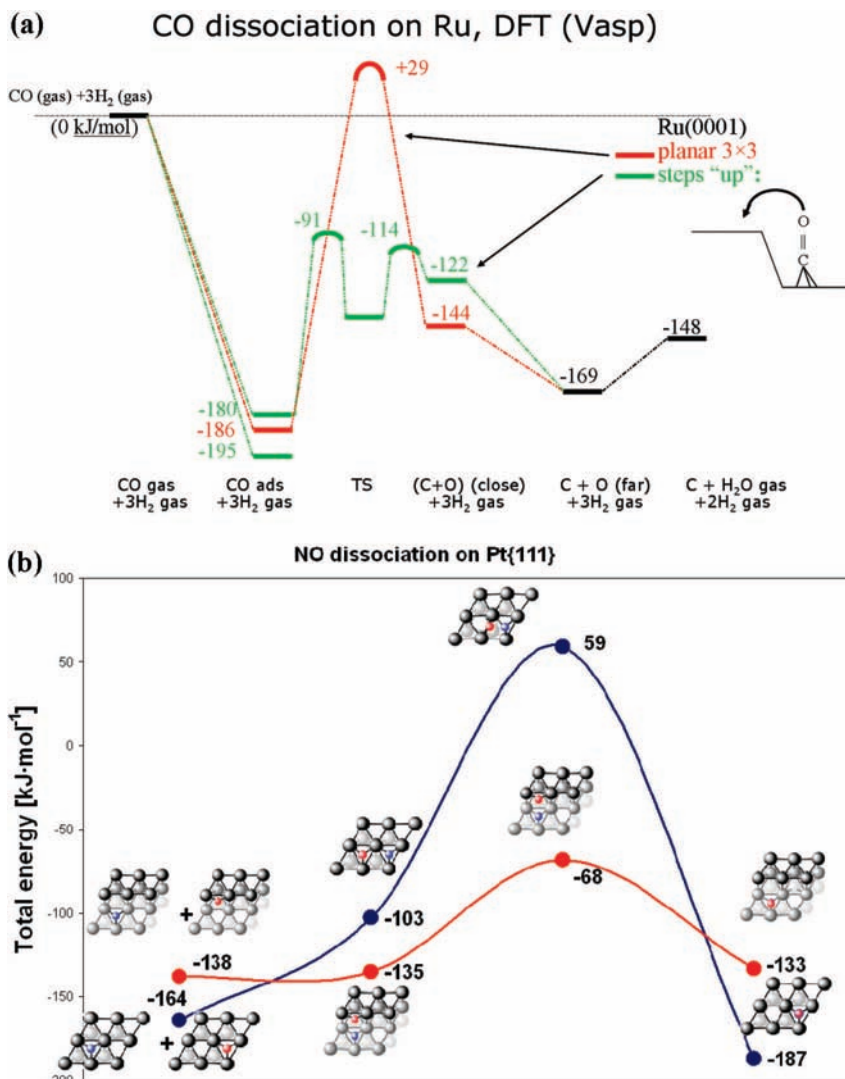 (a)
CO dissociation on Ru, DFT (Vasp)
+29
CO (gas) +3H₂ (gas)
(0 kJ/mol)
Ru(0001)
planar 3×3
steps "up":
-91
-114
-122
O
C
-144
-148
-169
-180
-186
-195
CO gas
+3H₂ gas
CO ads
+3H₂ gas
TS
(C+O) (close)
+3H₂ gas
C + O (far)
+3H₂ gas
C + H₂O gas
+2H₂ gas
(b)
NO dissociation on Pt{111}
Total energy [kJ·mol⁻¹]
100
50
0
-50
-100
-150
59
-103
-68
+
-138
-135
-133
-164
+
-187